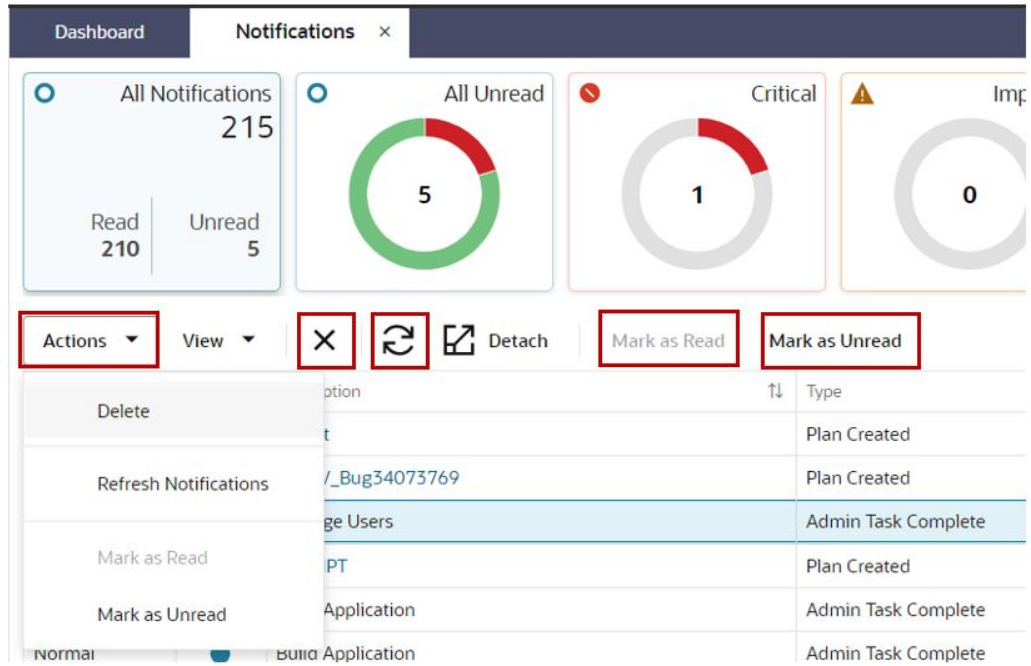 Dashboard Notifications ×
All Notifications All Unread Critical Imp
215
5 1 0
Read Unread
210 5
Actions View Detach Mark as Read Mark as Unread
ption Type
Delete
t Plan Created
Refresh Notifications /_Bug34073769 Plan Created
ge Users Admin Task Complete
Mark as Read PT Plan Created
Mark as Unread Application Admin Task Complete
Normal Build Application Admin Task Complete